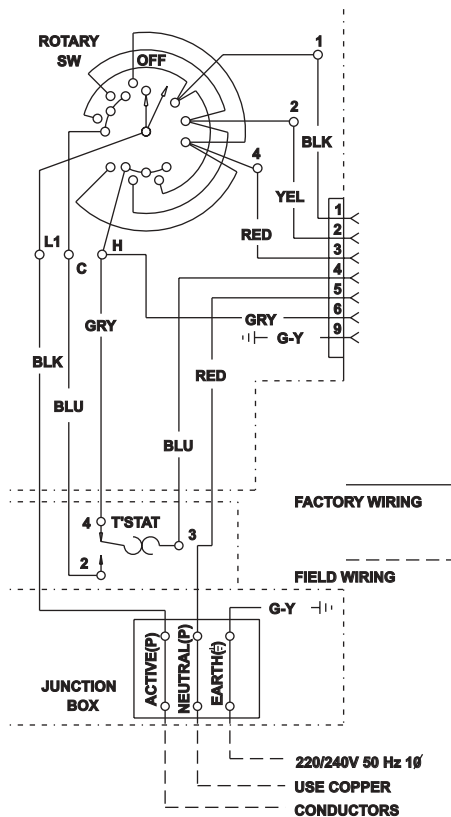 ROTARY
SW
OFF
1
2
BLK
4
YEL
RED
1
2
3
4
5
6
9
L1
C
H
GRY
GRY
G-Y
BLK
RED
BLU
BLU
4
T'STAT
3
2
FACTORY WIRING
FIELD WIRING
G-Y
JUNCTION
BOX
ACTIVE(P)
NEUTRAL(P)
EARTH(⏚)
220/240V 50 Hz 1Ø
USE COPPER
CONDUCTORS